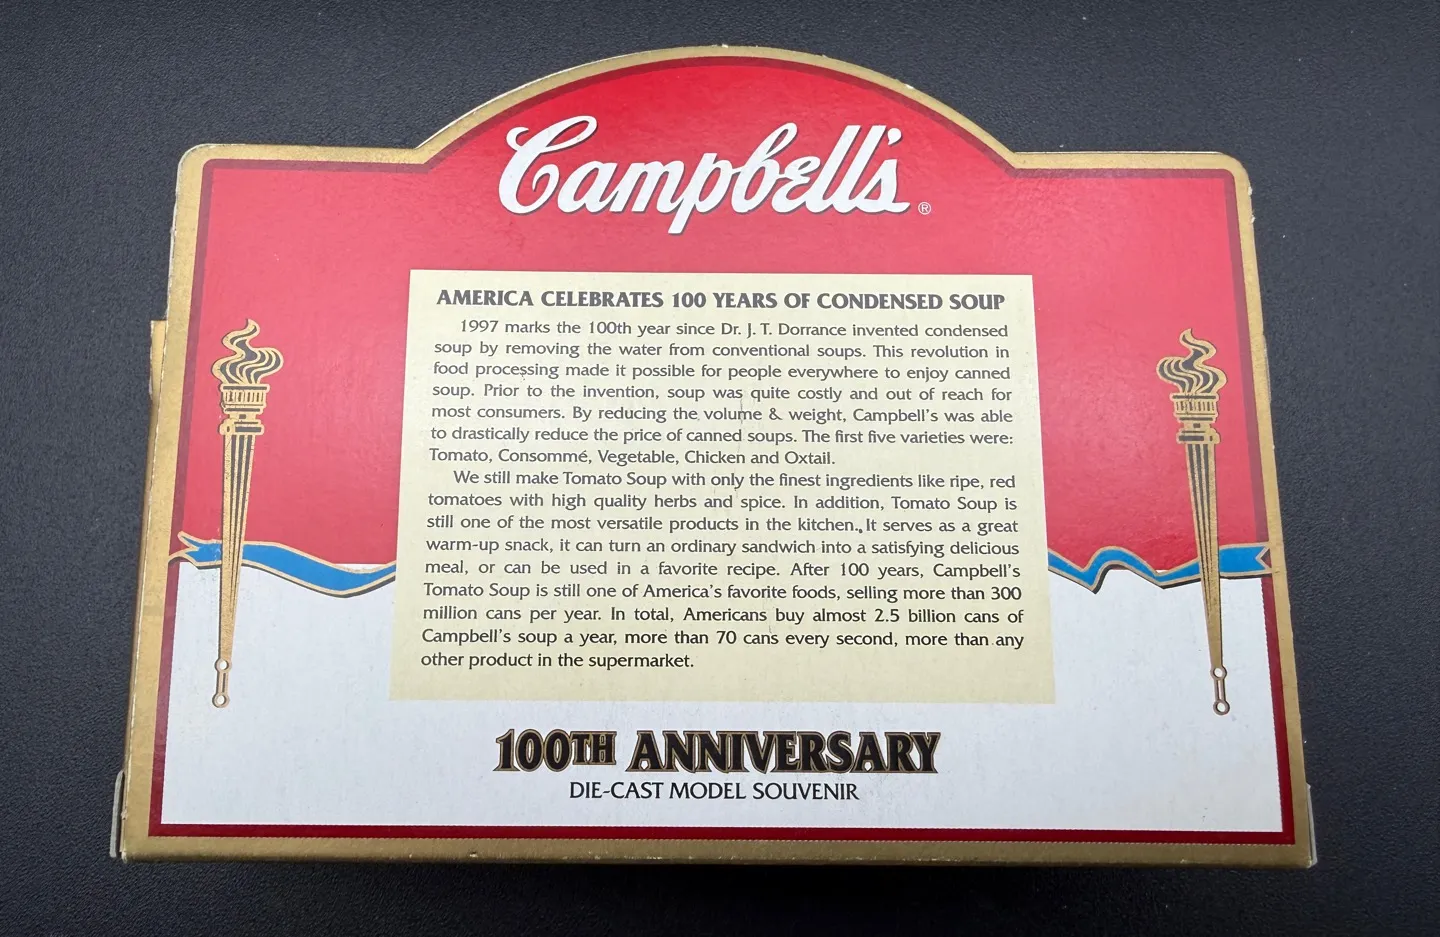 Campbell's®
AMERICA CELEBRATES 100 YEARS OF CONDENSED SOUP
1997 marks the 100th year since Dr. J. T. Dorrance invented condensed
soup by removing the water from conventional soups. This revolution in
food processing made it possible for people everywhere to enjoy canned
soup. Prior to the invention, soup was quite costly and out of reach for
most consumers. By reducing the volume & weight, Campbell's was able
to drastically reduce the price of canned soups. The first five varieties were:
Tomato, Consommé, Vegetable, Chicken and Oxtail.
We still make Tomato Soup with only the finest ingredients like ripe, red
tomatoes with high quality herbs and spice. In addition, Tomato Soup is
still one of the most versatile products in the kitchen. It serves as a great
warm-up snack, it can turn an ordinary sandwich into a satisfying delicious
meal, or can be used in a favorite recipe. After 100 years, Campbell's
Tomato Soup is still one of America's favorite foods, selling more than 300
million cans per year. In total, Americans buy almost 2.5 billion cans of
Campbell's soup a year, more than 70 cans every second, more than any
other product in the supermarket.
100TH ANNIVERSARY
DIE-CAST MODEL SOUVENIR